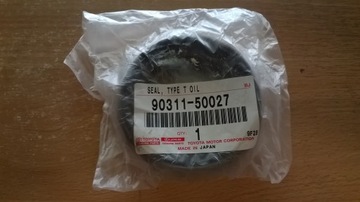 SEAL, TYPE T OIL
90311-50027
QTY.
1
TOYOTA MOTOR CORPORATION
MADE IN JAPAN